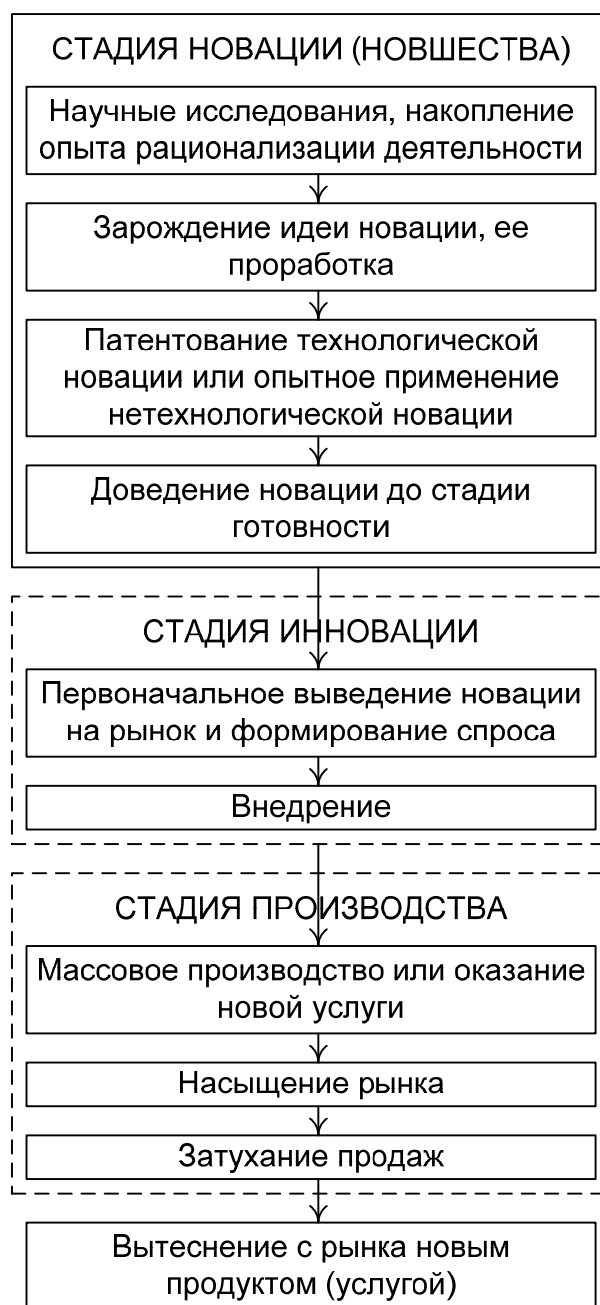 СТАДИЯ НОВАЦИИ (НОВШЕСТВА)
Научные исследования, накопление
опыта рационализации деятельности
Зарождение идеи новации, ее
проработка
Патентование технологической
новации или опытное применение
нетехнологической новации
Доведение новации до стадии
готовности
СТАДИЯ ИННОВАЦИИ
Первоначальное выведение новации
на рынок и формирование спроса
Внедрение
СТАДИЯ ПРОИЗВОДСТВА
Массовое производство или оказание
новой услуги
Насыщение рынка
Затухание продаж
Вытеснение с рынка новым
продуктом (услугой)